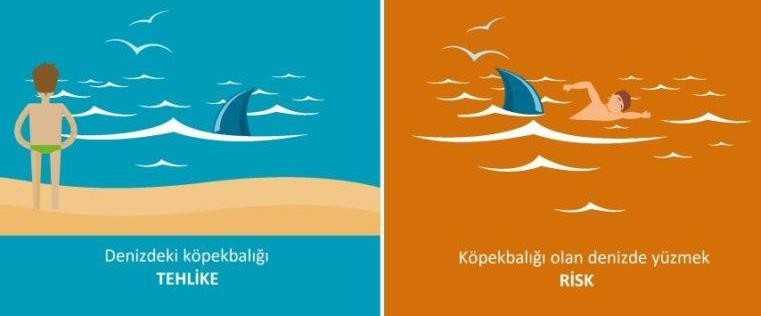 Denizdeki köpekbalığı
TEHLİKE
Köpekbalığı olan denizde yüzmek
RİSK